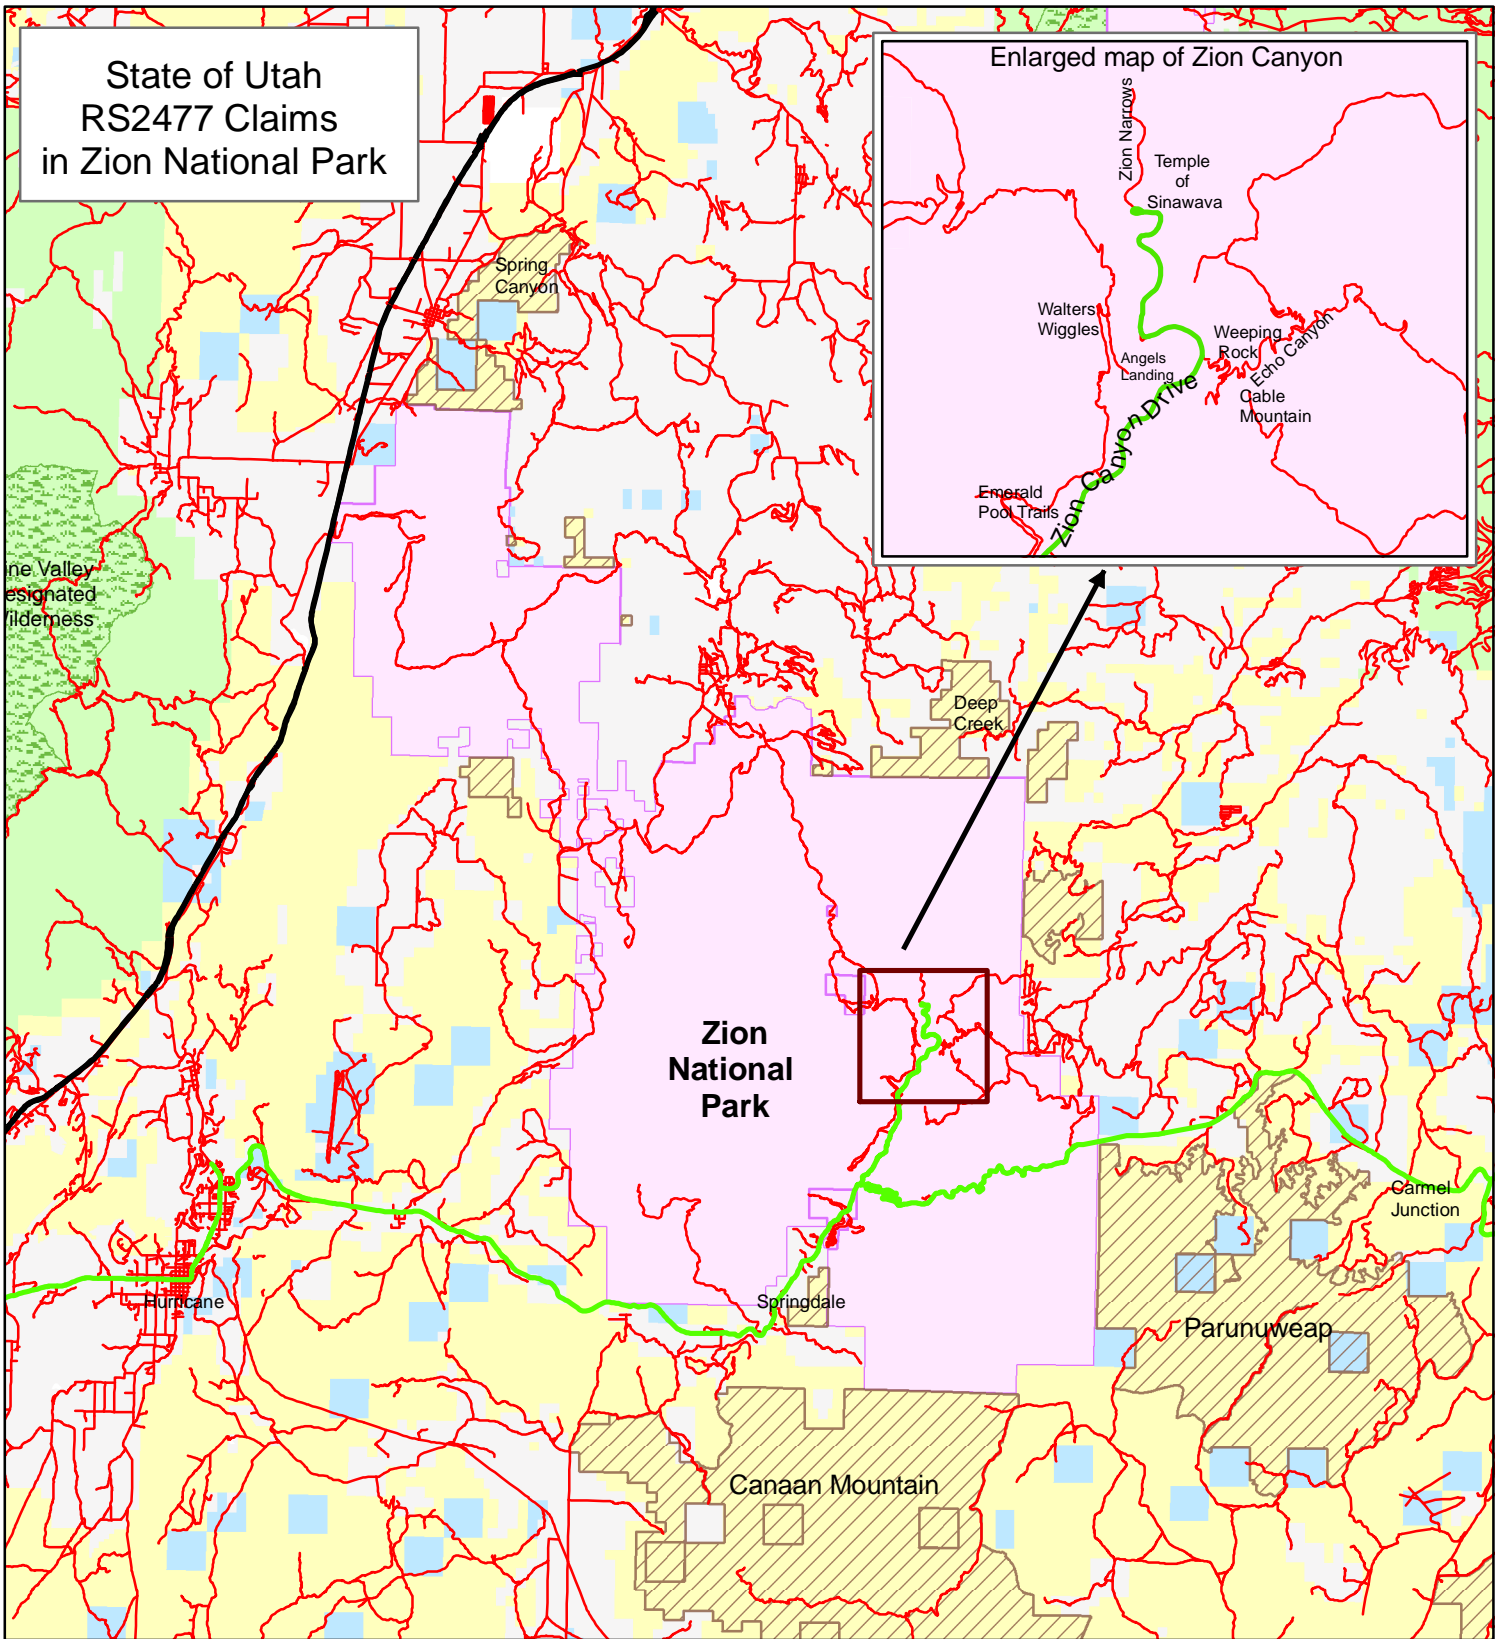 State of Utah
RS2477 Claims
in Zion National Park
Enlarged map of Zion Canyon
Zion Narrows
Temple
of
Sinawava
Walters
Wiggles
Angels
Landing
Weeping
Rock
Echo Canyon
Cable
Mountain
Zion Canyon Drive
Emerald
Pool Trails
Spring
Canyon
ine Valley
esignated
ilderness
Deep
Creek
Zion
National
Park
Carmel
Junction
Hurricane
Springdale
Parunuweap
Canaan Mountain